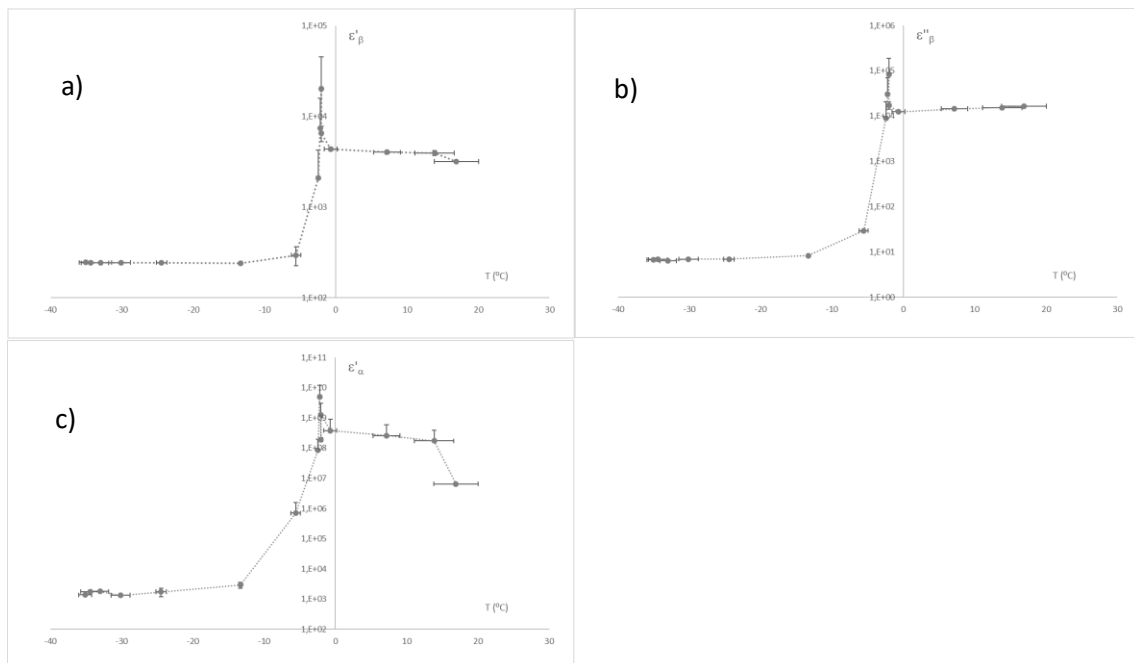 a)
ε'β
1,E+05
1,E+04
1,E+03
1,E+02
T (ºC)
-40 -30 -20 -10 0 10 20 30
b)
ε''β
1,E+06
1,E+05
1,E+04
1,E+03
1,E+02
1,E+01
1,E+00
T (ºC)
-40 -30 -20 -10 0 10 20 30
c)
ε'α
1,E+11
1,E+10
1,E+09
1,E+08
1,E+07
1,E+06
1,E+05
1,E+04
1,E+03
1,E+02
T (ºC)
-40 -30 -20 -10 0 10 20 30